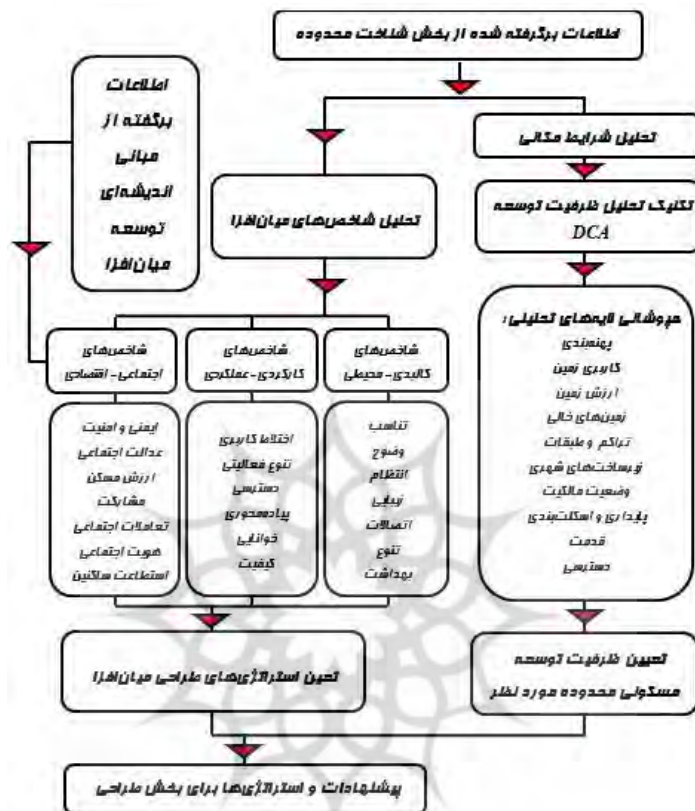 اطلاعات برگرفته شده از بخش شناخت محدوده
اطلاعات
برگفته از
مبانی
اندیشه‌ای
توسعه
میان‌افزا
تحلیل شرایط مکانی
تحلیل شاخص‌های میان‌افزا
تکنیک تحلیل ظرفیت توسعه
DCA
شاخص‌های
کالبدی-محیطی
شاخص‌های
کارکردی-عملکردی
شاخص‌های
اجتماعی-اقتصادی
همپوشانی لایه‌های تحلیلی:
پهنه‌بندی
کاربری زمین
ارزش زمین
زمین‌های خالی
تراکم و طبقات
زیرساخت‌های شهری
وضعیت مالکیت
پایداری و اسکلت‌بندی
قدمت
دسترسی
تناسب
وضوح
انتظام
زیبایی
اتصالات
تنوع
بهداشت
اختلاط کاربری
تنوع فعالیتی
دسترسی
پیاده‌محوری
خوانایی
کیفیت
ایمنی و امنیت
عدالت اجتماعی
ارزش مسکن
مشارکت
تعاملات اجتماعی
هویت اجتماعی
استطاعت ساکنین
تعیین ظرفیت توسعه
مسکونی محدوده مورد نظر
تعین استراتژی‌های طراحی میان‌افزا
پیشنهادات و استراتژی‌ها برای بخش طراحی